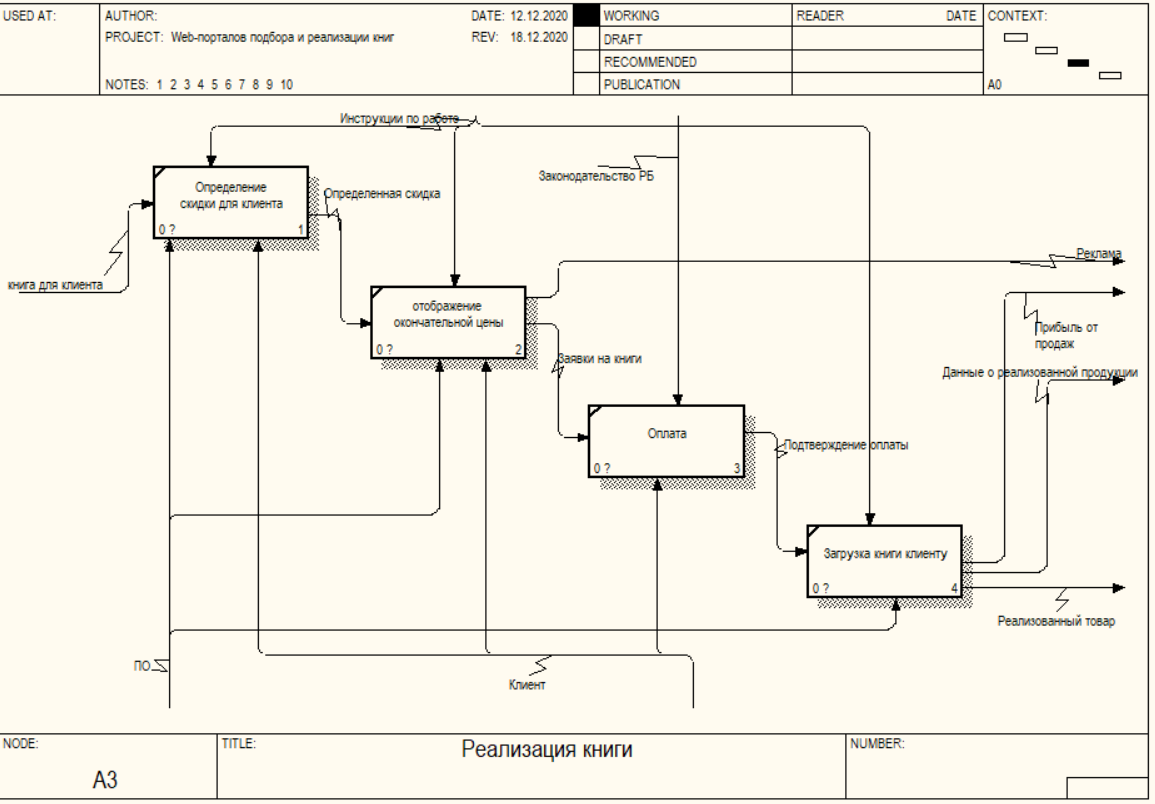 USED AT:
AUTHOR:
DATE: 12.12.2020
WORKING
READER
DATE
CONTEXT:
PROJECT: Web-порталов подбора и реализации книг
REV: 18.12.2020
DRAFT
RECOMMENDED
NOTES: 1 2 3 4 5 6 7 8 9 10
PUBLICATION
A0
Инструкции по работе
Законодательство РБ
Определение
скидки для клиента
0 ?
1
Определенная скидка
книга для клиента
Реклама
отображение
окончательной цены
0 ?
2
Прибыль от
продаж
Заявки на книги
Данные о реализованной продукции
Оплата
0 ?
3
Подтверждение оплаты
Загрузка книги клиенту
0 ?
4
Реализованный товар
ПО
Клиент
NODE:
TITLE:
NUMBER:
Реализация книги
A3